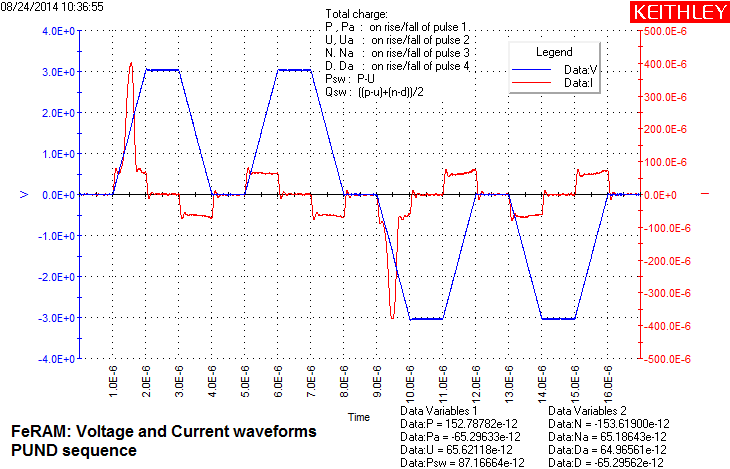 08/24/2014 10:36:55
KEITHLEY
Total charge:
P , Pa : on rise/fall of pulse 1
U, Ua : on rise/fall of pulse 2
N. Na : on rise/fall of pulse 3
D. Da : on rise/fall of pulse 4
Psw : P-U
Qsw : ((p-u)+(n-d))/2
Legend
Data:V
Data:I
4.0E+0
3.0E+0
2.0E+0
1.0E+0
0.0E+0
-1.0E+0
-2.0E+0
-3.0E+0
-4.0E+0
V
500.0E-6
400.0E-6
300.0E-6
200.0E-6
100.0E-6
0.0E+0
-100.0E-6
-200.0E-6
-300.0E-6
-400.0E-6
-500.0E-6
I
1.0E-6
2.0E-6
3.0E-6
4.0E-6
5.0E-6
6.0E-6
7.0E-6
8.0E-6
9.0E-6
10.0E-6
11.0E-6
12.0E-6
13.0E-6
14.0E-6
15.0E-6
16.0E-6
Time
FeRAM: Voltage and Current waveforms
PUND sequence
Data Variables 1
Data:P = 152.78782e-12
Data:Pa = -65.29633e-12
Data:U = 65.62118e-12
Data:Psw = 87.16664e-12
Data Variables 2
Data:N = -153.61900e-12
Data:Na = 65.18643e-12
Data:Da = 64.96561e-12
Data:D = -65.29562e-12